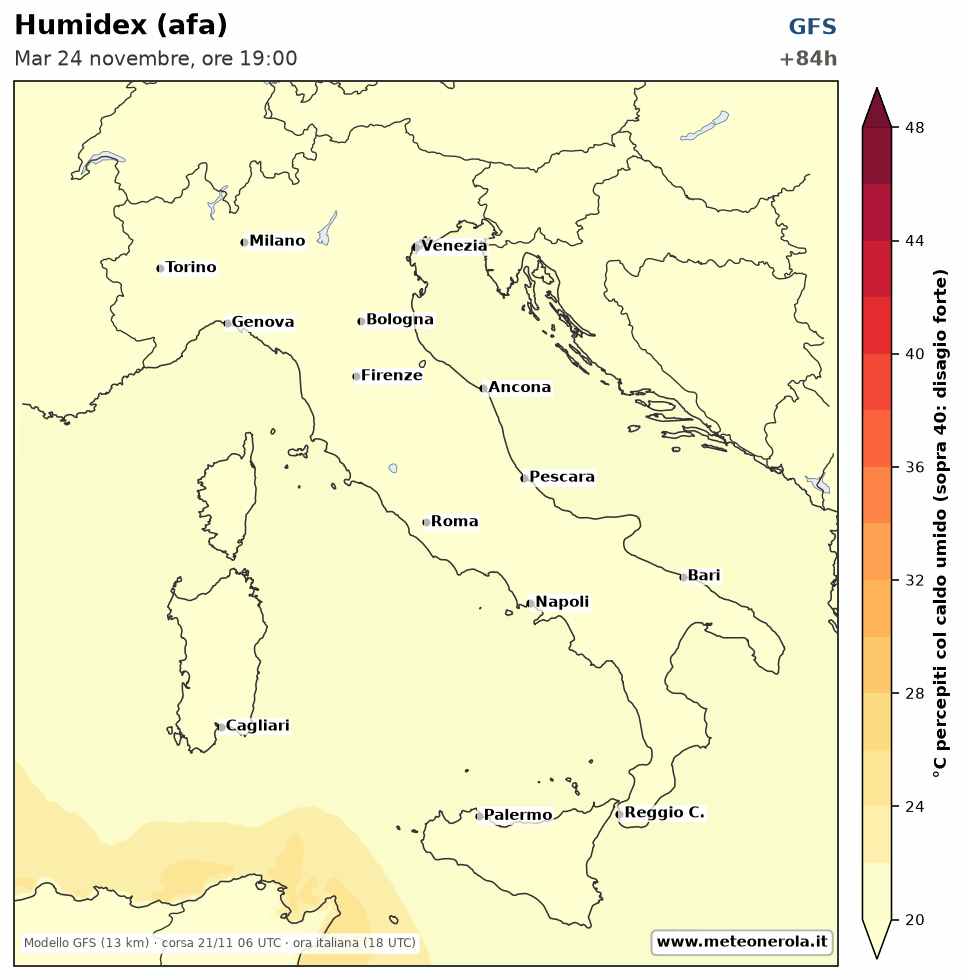 Humidex (afa)
GFS
Mar 24 novembre, ore 19:00
+84h
Milano
Venezia
Torino
Genova
Bologna
Firenze
Ancona
Pescara
Roma
Bari
Napoli
Cagliari
Palermo
Reggio C.
48
44
40
36
32
28
24
20
°C percepiti col caldo umido (sopra 40: disagio forte)
Modello GFS (13 km) · corsa 21/11 06 UTC · ora italiana (18 UTC)
www.meteonerola.it